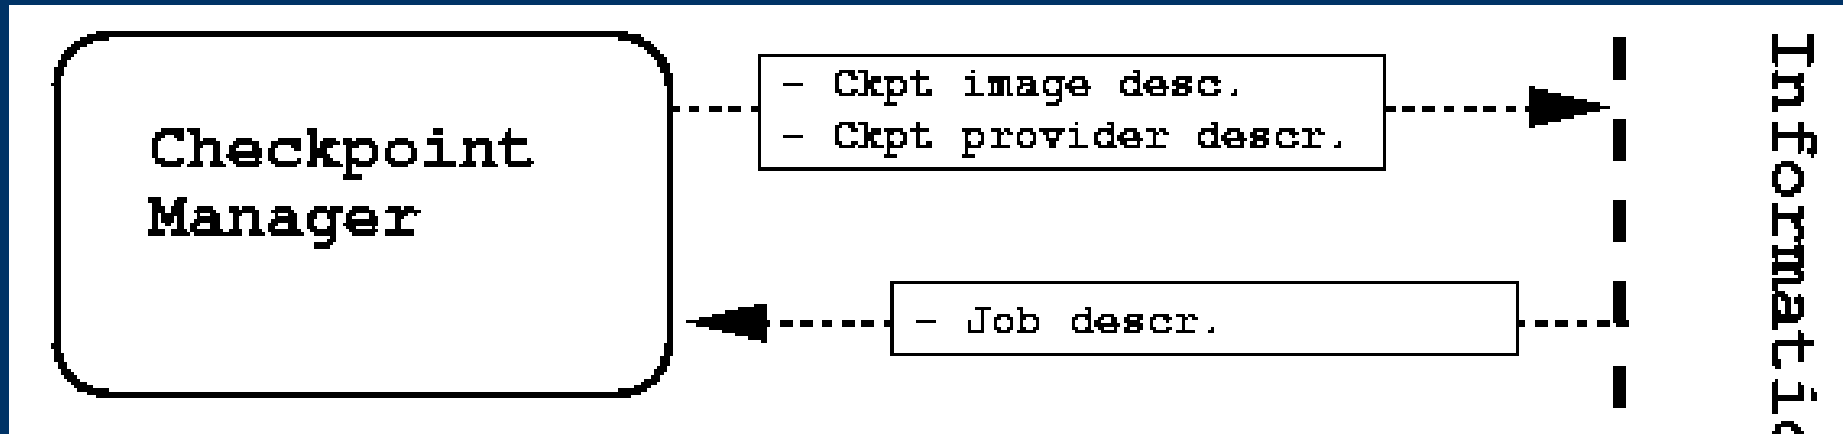 Checkpoint
Manager
- Ckpt image desc.
- Ckpt provider descr.
- Job descr.